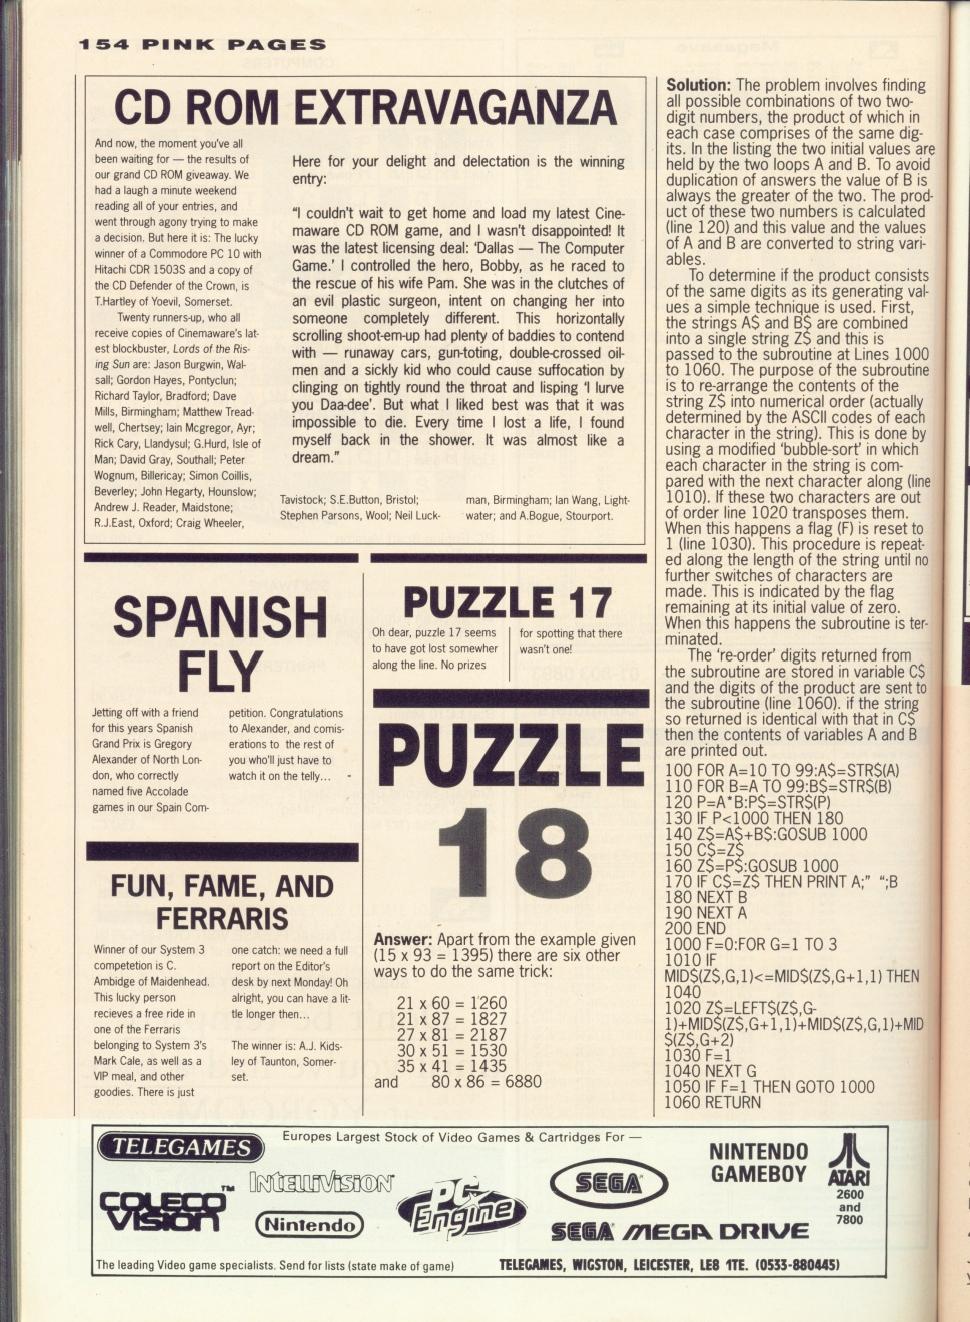 154 PINK PAGES
CD ROM EXTRAVAGANZA
And now, the moment you've all
been waiting for — the results of
our grand CD ROM giveaway. We
had a laugh a minute weekend
reading all of your entries, and
went through agony trying to make
a decision. But here it is: The lucky
winner of a Commodore PC 10 with
Hitachi CDR 1503S and a copy of
the CD Defender of the Crown, is
T.Hartley of Yoevil, Somerset.
Twenty runners-up, who all
receive copies of Cinemaware's lat-
est blockbuster, Lords of the Ris-
ing Sun are: Jason Burgwin, Wal-
sall; Gordon Hayes, Pontyclun;
Richard Taylor, Bradford; Dave
Mills, Birmingham; Matthew Tread-
well, Chertsey; Iain Mcgregor, Ayr;
Rick Cary, Llandysul; G.Hurd, Isle of
Man; David Gray, Southall; Peter
Wognum, Billericay; Simon Coillis,
Beverley; John Hegarty, Hounslow;
Andrew J. Reader, Maidstone;
R.J.East, Oxford; Craig Wheeler,
Tavistock; S.E.Button, Bristol;
Stephen Parsons, Wool; Neil Luck-
man, Birmingham; Ian Wang, Light-
water; and A.Bogue, Stourport.
Here for your delight and delectation is the winning
entry:
"I couldn't wait to get home and load my latest Cine-
maware CD ROM game, and I wasn't disappointed! It
was the latest licensing deal: 'Dallas — The Computer
Game.' I controlled the hero, Bobby, as he raced to
the rescue of his wife Pam. She was in the clutches of
an evil plastic surgeon, intent on changing her into
someone completely different. This horizontally
scrolling shoot-em-up had plenty of baddies to contend
with — runaway cars, gun-toting, double-crossed oil-
men and a sickly kid who could cause suffocation by
clinging on tightly round the throat and lisping 'I lurve
you Daa-dee'. But what I liked best was that it was
impossible to die. Every time I lost a life, I found
myself back in the shower. It was almost like a
dream."
SPANISH
FLY
Jetting off with a friend
for this years Spanish
Grand Prix is Gregory
Alexander of North Lon-
don, who correctly
named five Accolade
games in our Spain Com-
petition. Congratulations
to Alexander, and comis-
erations to the rest of
you who'll just have to
watch it on the telly...
FUN, FAME, AND
FERRARIS
Winner of our System 3
competetion is C.
Ambidge of Maidenhead.
This lucky person
recieves a free ride in
one of the Ferraris
belonging to System 3's
Mark Cale, as well as a
VIP meal, and other
goodies. There is just
one catch: we need a full
report on the Editor's
desk by next Monday! Oh
alright, you can have a lit-
tle longer then...
The winner is: A.J. Kids-
ley of Taunton, Somer-
set.
PUZZLE 17
Oh dear, puzzle 17 seems
to have got lost somewher
along the line. No prizes
for spotting that there
wasn't one!
PUZZLE
18
Answer: Apart from the example given
(15 x 93 = 1395) there are six other
ways to do the same trick:
21 x 60 = 1260
21 x 87 = 1827
27 x 81 = 2187
30 x 51 = 1530
35 x 41 = 1435
and 80 x 86 = 6880
Solution: The problem involves finding
all possible combinations of two two-
digit numbers, the product of which in
each case comprises of the same dig-
its. In the listing the two initial values are
held by the two loops A and B. To avoid
duplication of answers the value of B is
always the greater of the two. The prod-
uct of these two numbers is calculated
(line 120) and this value and the values
of A and B are converted to string vari-
ables.
To determine if the product consists
of the same digits as its generating val-
ues a simple technique is used. First,
the strings A$ and B$ are combined
into a single string Z$ and this is
passed to the subroutine at Lines 1000
to 1060. The purpose of the subroutine
is to re-arrange the contents of the
string Z$ into numerical order (actually
determined by the ASCII codes of each
character in the string). This is done by
using a modified 'bubble-sort' in which
each character in the string is com-
pared with the next character along (line
1010). If these two characters are out
of order line 1020 transposes them.
When this happens a flag (F) is reset to
1 (line 1030). This procedure is repeat-
ed along the length of the string until no
further switches of characters are
made. This is indicated by the flag
remaining at its initial value of zero.
When this happens the subroutine is ter-
minated.
The 're-order' digits returned from
the subroutine are stored in variable C$
and the digits of the product are sent to
the subroutine (line 1060). if the string
so returned is identical with that in C$
then the contents of variables A and B
are printed out.
100 FOR A=10 TO 99:A$=STR$(A)
110 FOR B=A TO 99:B$=STR$(B)
120 P=A*B:P$=STR$(P)
130 IF P<1000 THEN 180
140 Z$=A$+B$:GOSUB 1000
150 C$=Z$
160 Z$=P$:GOSUB 1000
170 IF C$=Z$ THEN PRINT A;" ";B
180 NEXT B
190 NEXT A
200 END
1000 F=0:FOR G=1 TO 3
1010 IF
MID$(Z$,G,1)<=MID$(Z$,G+1,1) THEN
1040
1020 Z$=LEFT$(Z$,G-
1)+MID$(Z$,G+1,1)+MID$(Z$,G,1)+MID
$(Z$,G+2)
1030 F=1
1040 NEXT G
1050 IF F=1 THEN GOTO 1000
1060 RETURN
TELEGAMES
Europes Largest Stock of Video Games & Cartridges For —
COLECO VISION™
INTELLIVISION
Nintendo
PC Engine
SEGA
SEGA MEGA DRIVE
NINTENDO
GAMEBOY
ATARI
2600
and
7800
The leading Video game specialists. Send for lists (state make of game)
TELEGAMES, WIGSTON, LEICESTER, LE8 1TE. (0533-880445)